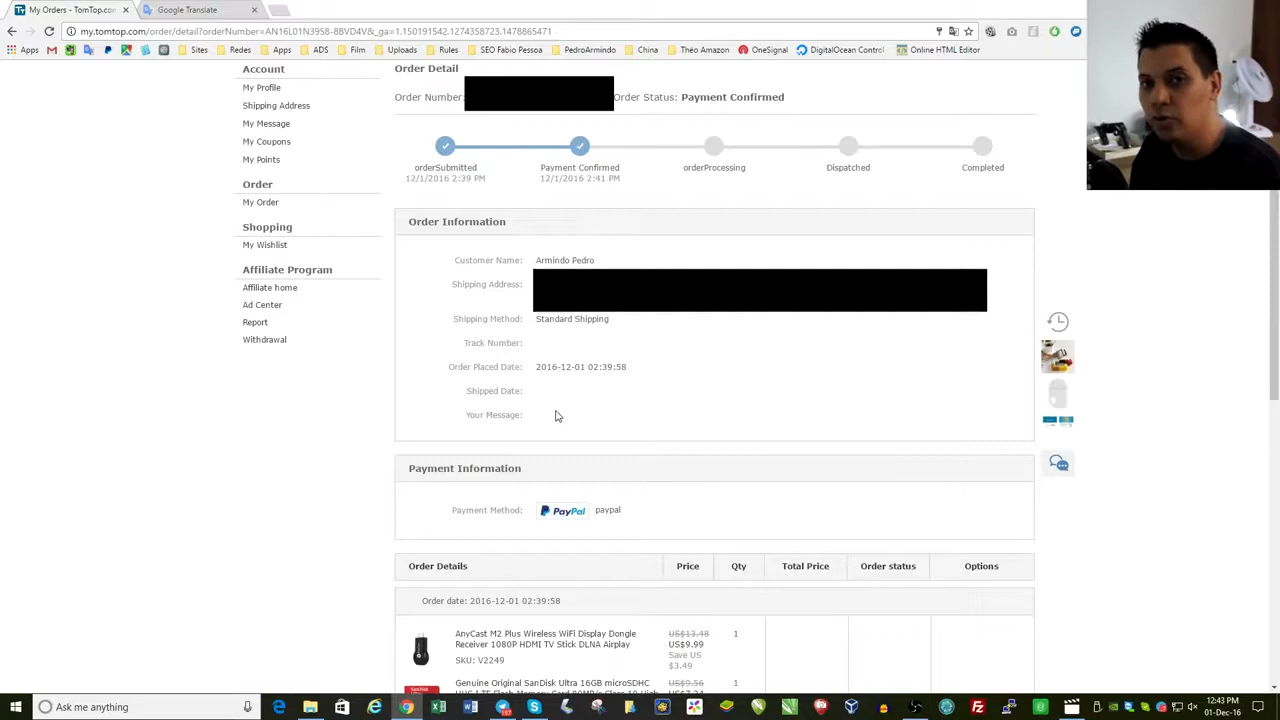 My Orders - TomTop.com
Google Translate
my.tomtop.com/order/detail?orderNumber=AN16L01N3958-8BVD4V&_ga=1.150191542.1274358723.1478865471
Apps
Sites
Apps
ADS
Film
Uploads
Rules
SEO Fabio Pessoa
PedroArmindo
China
Théo Amazon
OneSignal
DigitalOcean Control
Online HTML Editor
Account
My Profile
Shipping Address
My Message
My Coupons
My Points
Order
My Order
Shopping
My Wishlist
Affiliate Program
Affiliate home
Ad Center
Report
Withdrawal
Order Detail
Order Number: Order Status: Payment Confirmed
orderSubmitted Payment Confirmed orderProcessing Dispatched Completed
12/1/2016 2:39 PM 12/1/2016 2:41 PM
Order Information
Customer Name: Armindo Pedro
Shipping Address:
Shipping Method: Standard Shipping
Track Number:
Order Placed Date: 2016-12-01 02:39:58
Shipped Date:
Your Message:
Payment Information
Payment Method: PayPal paypal
Order Details Price Qty Total Price Order status Options
Order date: 2016-12-01 02:39:58
AnyCast M2 Plus Wireless WiFi Display Dongle US$13.48 1
Receiver 1080P HDMI TV Stick DLNA Airplay US$9.99
SKU: V2249 Save US
$3.49
Genuine Original SanDisk Ultra 16GB microSDHC US$9.56 1
Ask me anything
12:43 PM
01-Dec-16